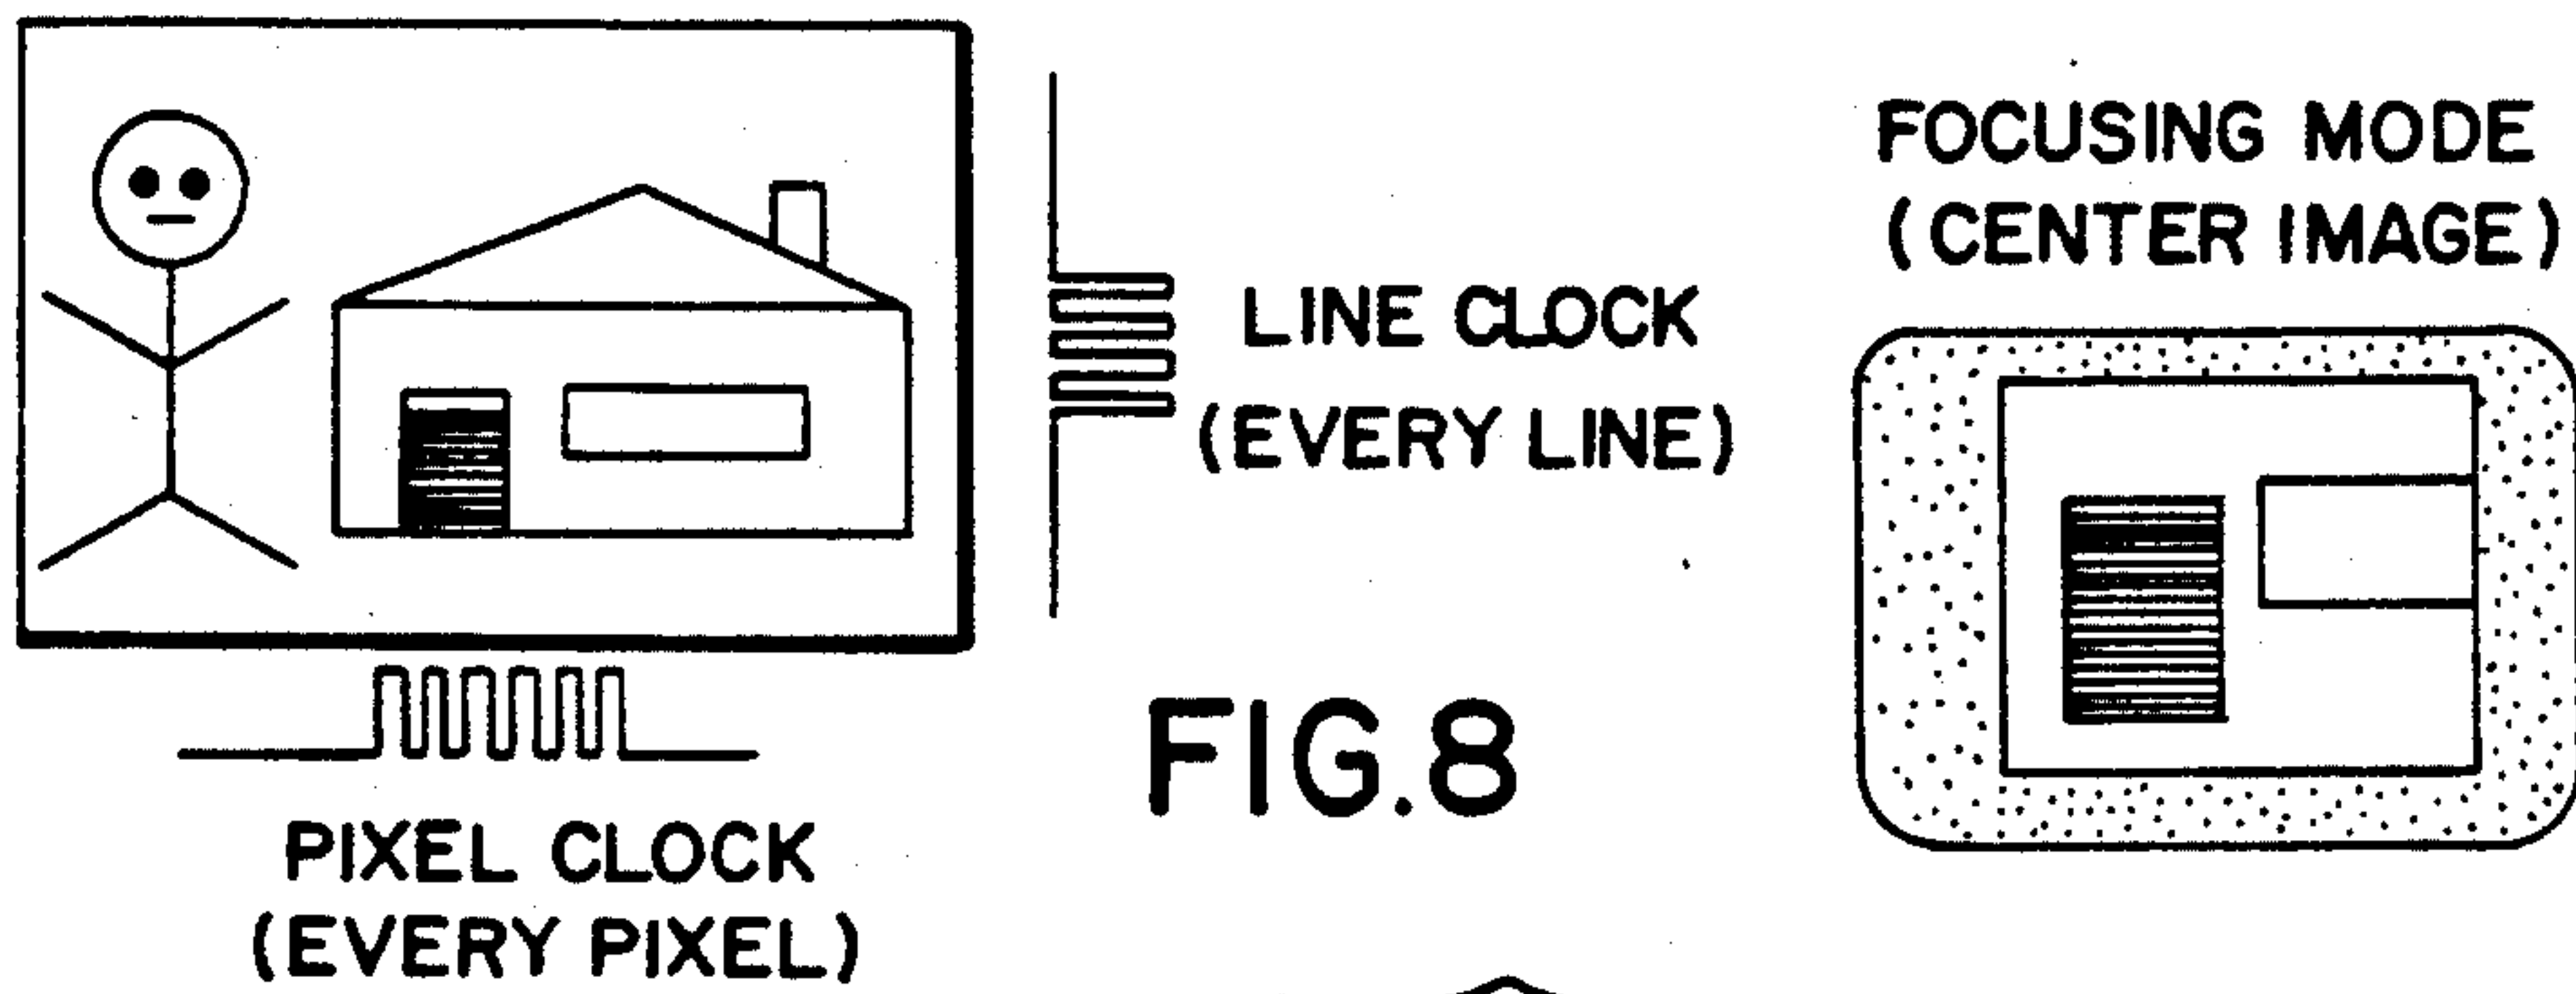 FOCUSING MODE
(CENTER IMAGE)
LINE CLOCK
(EVERY LINE)
FIG.8
PIXEL CLOCK
(EVERY PIXEL)